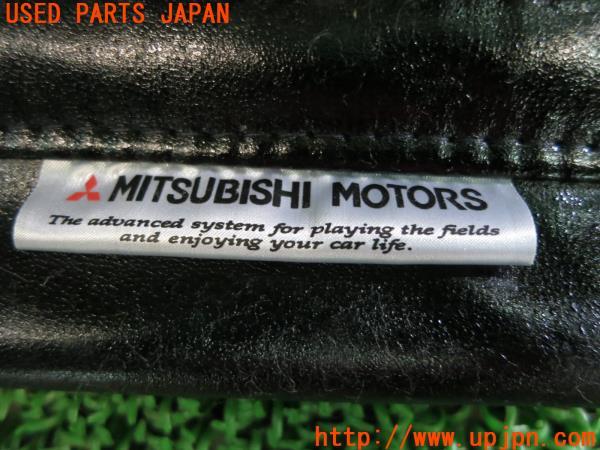 USED PARTS JAPAN
MITSUBISHI MOTORS
The advanced system for playing the fields
and enjoying your car life.
http://www.upjpn.com